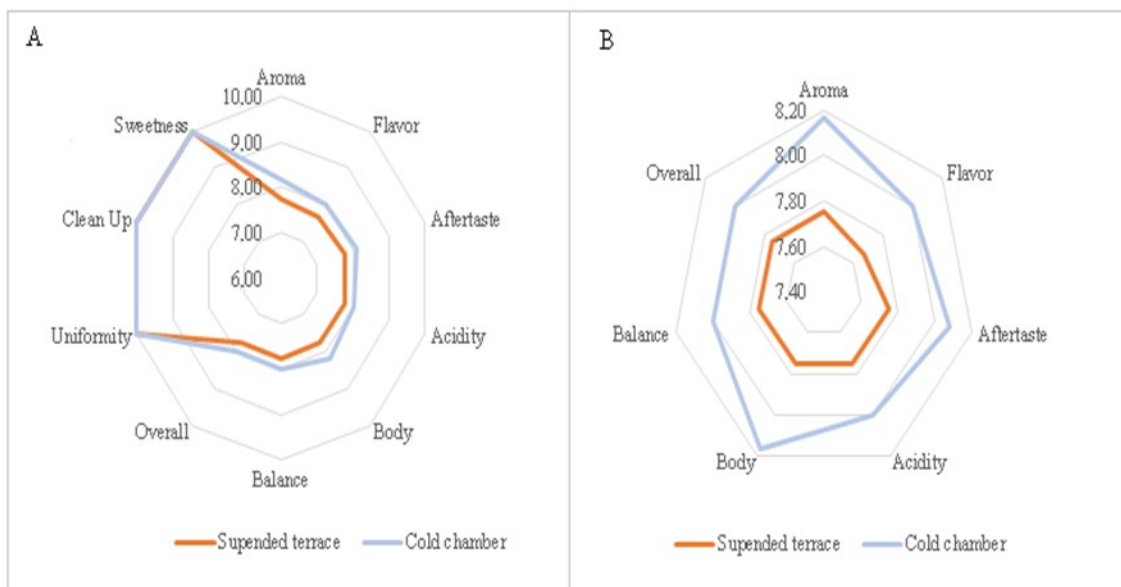 A
Aroma
10,00
Sweetness
Flavor
9,00
8,00
Clean Up
7,00
Aftertaste
6,00
Uniformity
Acidity
Overall
Body
Balance
Supended terrace
Cold chamber
B
Aroma
8,20
Overall
8,00
Flavor
7,80
7,60
7,40
Balance
Aftertaste
Body
Acidity
Supended terrace
Cold chamber